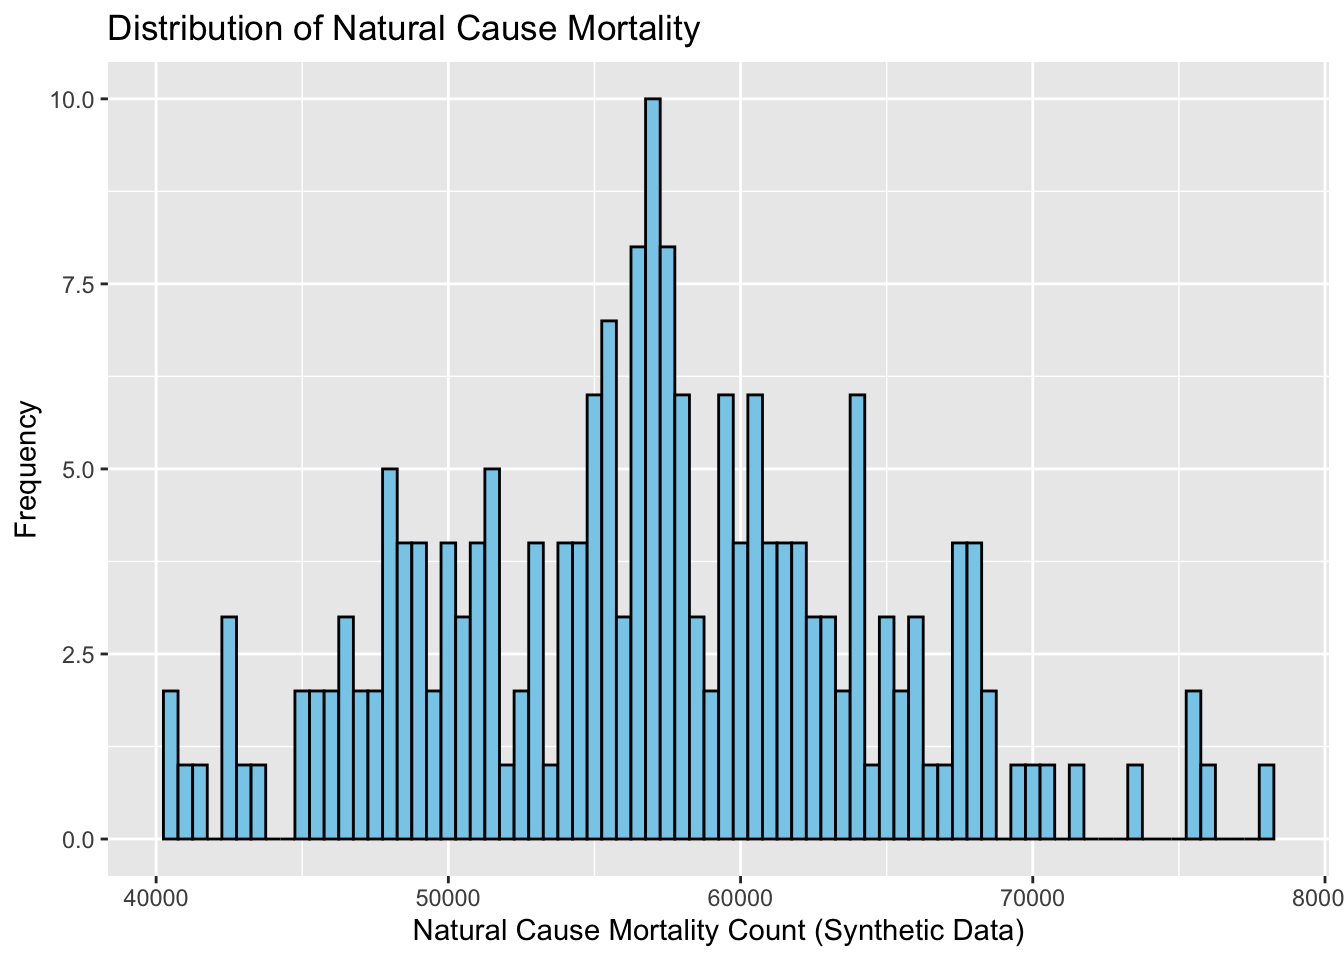 Distribution of Natural Cause Mortality
10.0
7.5
5.0
2.5
0.0
Frequency
40000 50000 60000 70000 8000
Natural Cause Mortality Count (Synthetic Data)